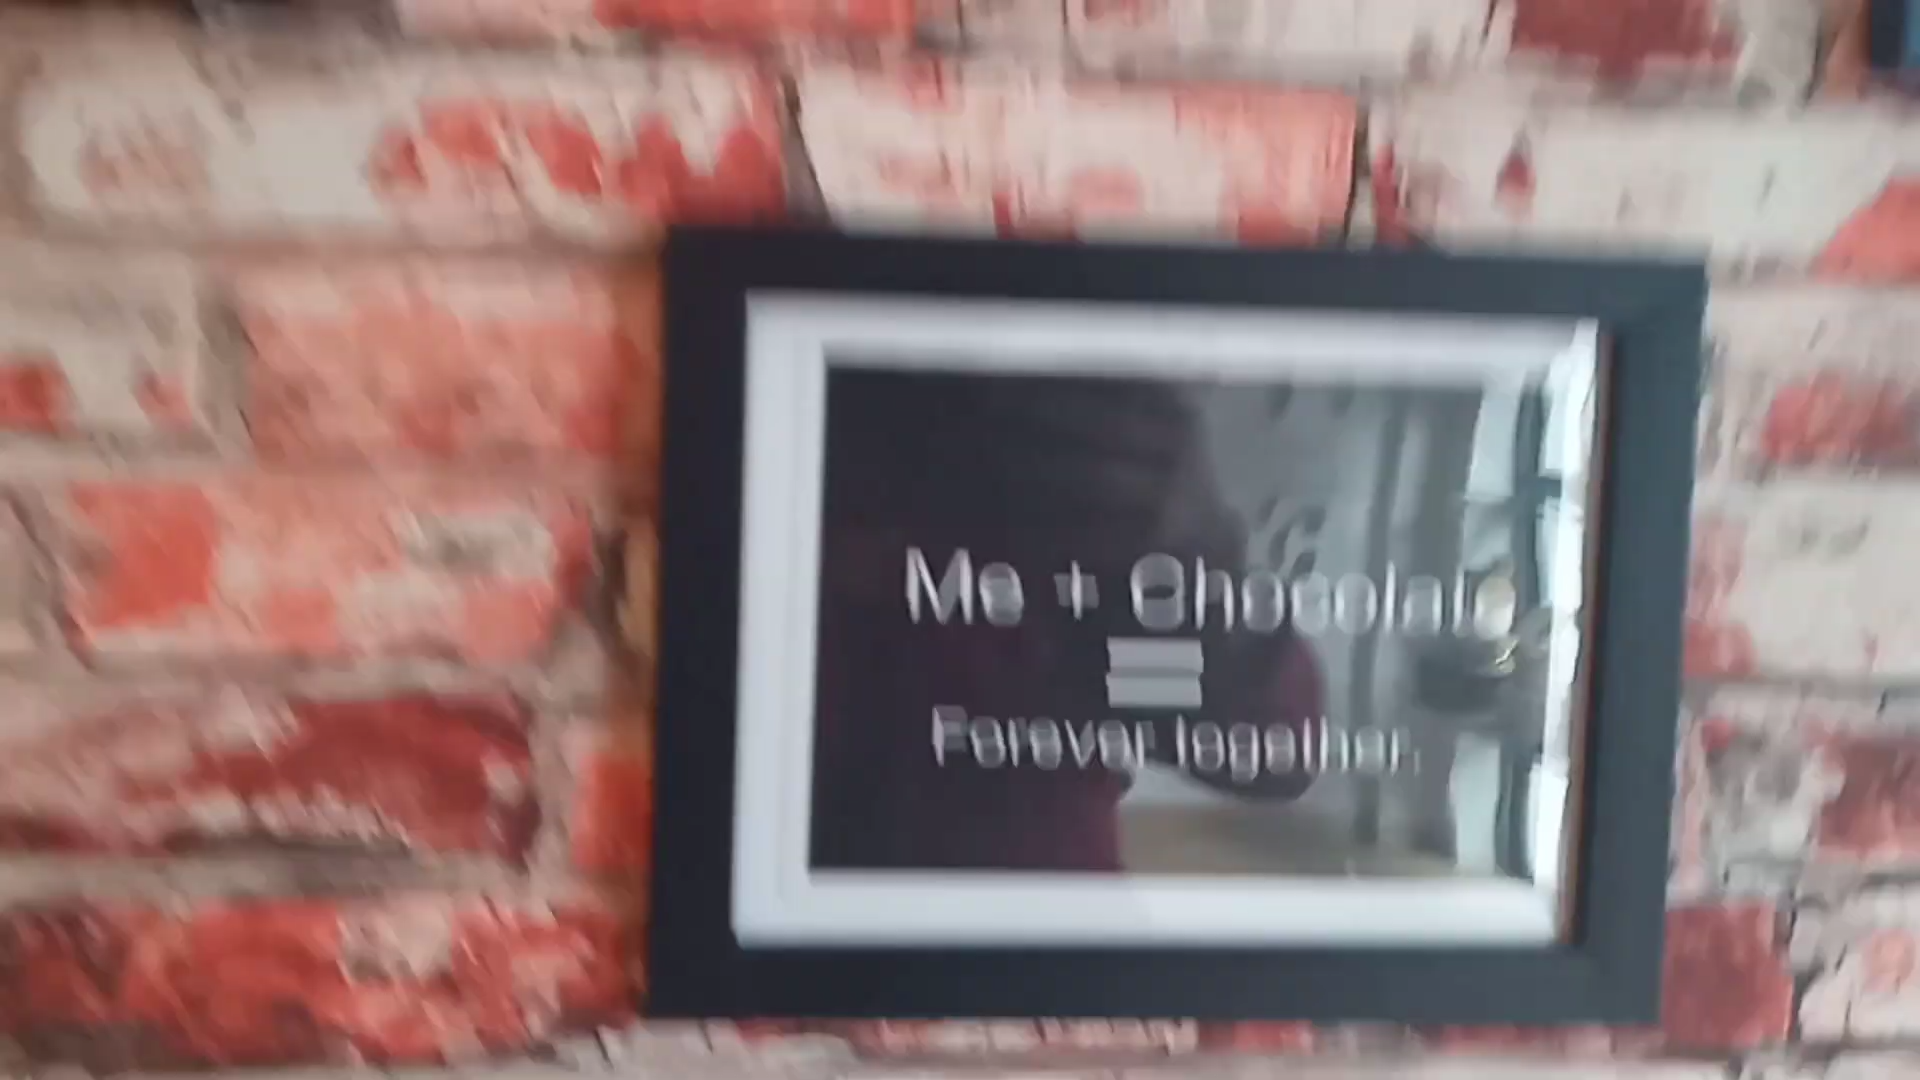 Me + Chocolate
=
Forever together.